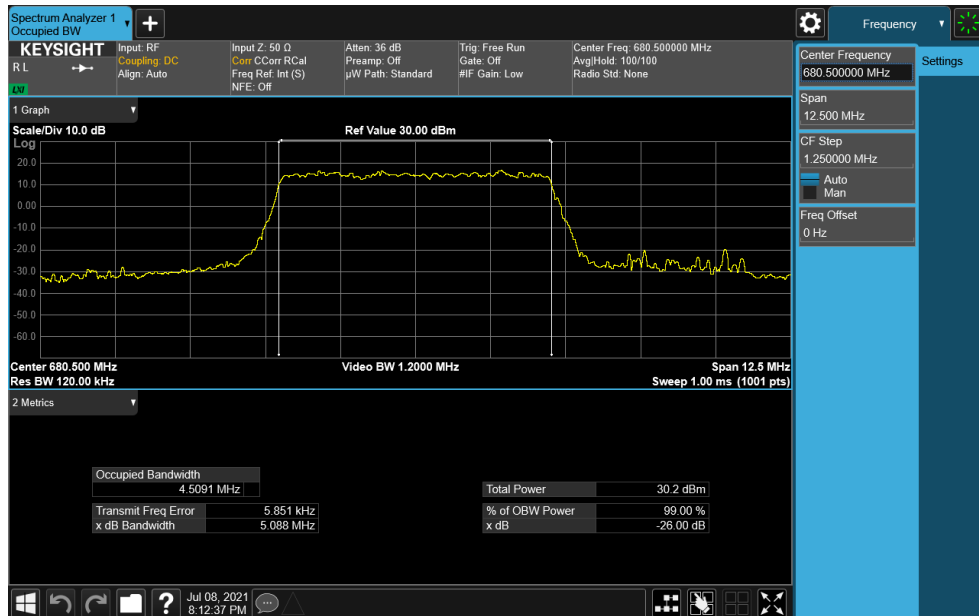 Spectrum Analyzer 1
Occupied BW
Frequency
KEYSIGHT
R L
LXI
Input: RF
Coupling: DC
Align: Auto
Input Z: 50 Ω
Corr CCorr RCal
Freq Ref: Int (S)
NFE: Off
Atten: 36 dB
Preamp: Off
µW Path: Standard
Trig: Free Run
Gate: Off
#IF Gain: Low
Center Freq: 680.500000 MHz
Avg|Hold: 100/100
Radio Std: None
Center Frequency
680.500000 MHz
Settings
Span
12.500 MHz
CF Step
1.250000 MHz
Auto
Man
Freq Offset
0 Hz
1 Graph
Scale/Div 10.0 dB
Ref Value 30.00 dBm
Log
20.0
10.0
0.00
-10.0
-20.0
-30.0
-40.0
-50.0
-60.0
Center 680.500 MHz
Video BW 1.2000 MHz
Span 12.5 MHz
Res BW 120.00 kHz
Sweep 1.00 ms (1001 pts)
2 Metrics
Occupied Bandwidth
4.5091 MHz
Total Power 30.2 dBm
Transmit Freq Error 5.851 kHz
% of OBW Power 99.00 %
x dB Bandwidth 5.088 MHz
x dB -26.00 dB
?
Jul 08, 2021
8:12:37 PM